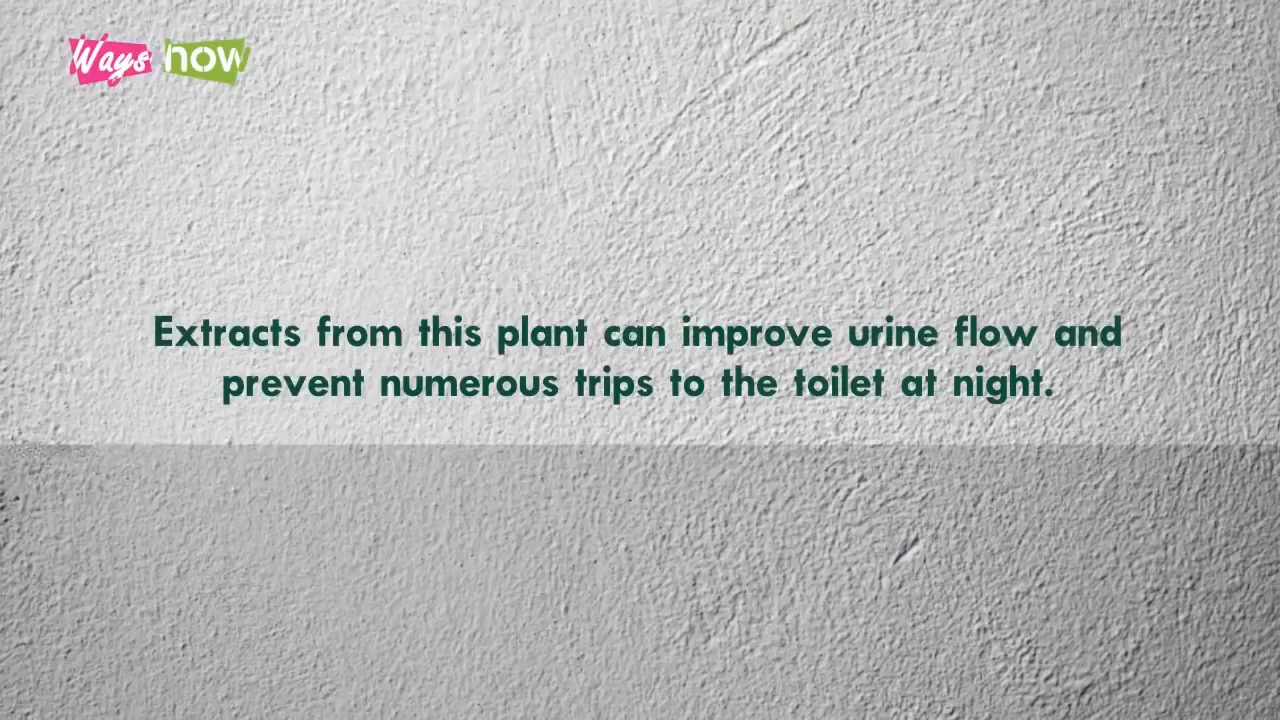 Ways now
Extracts from this plant can improve urine flow and
prevent numerous trips to the toilet at night.